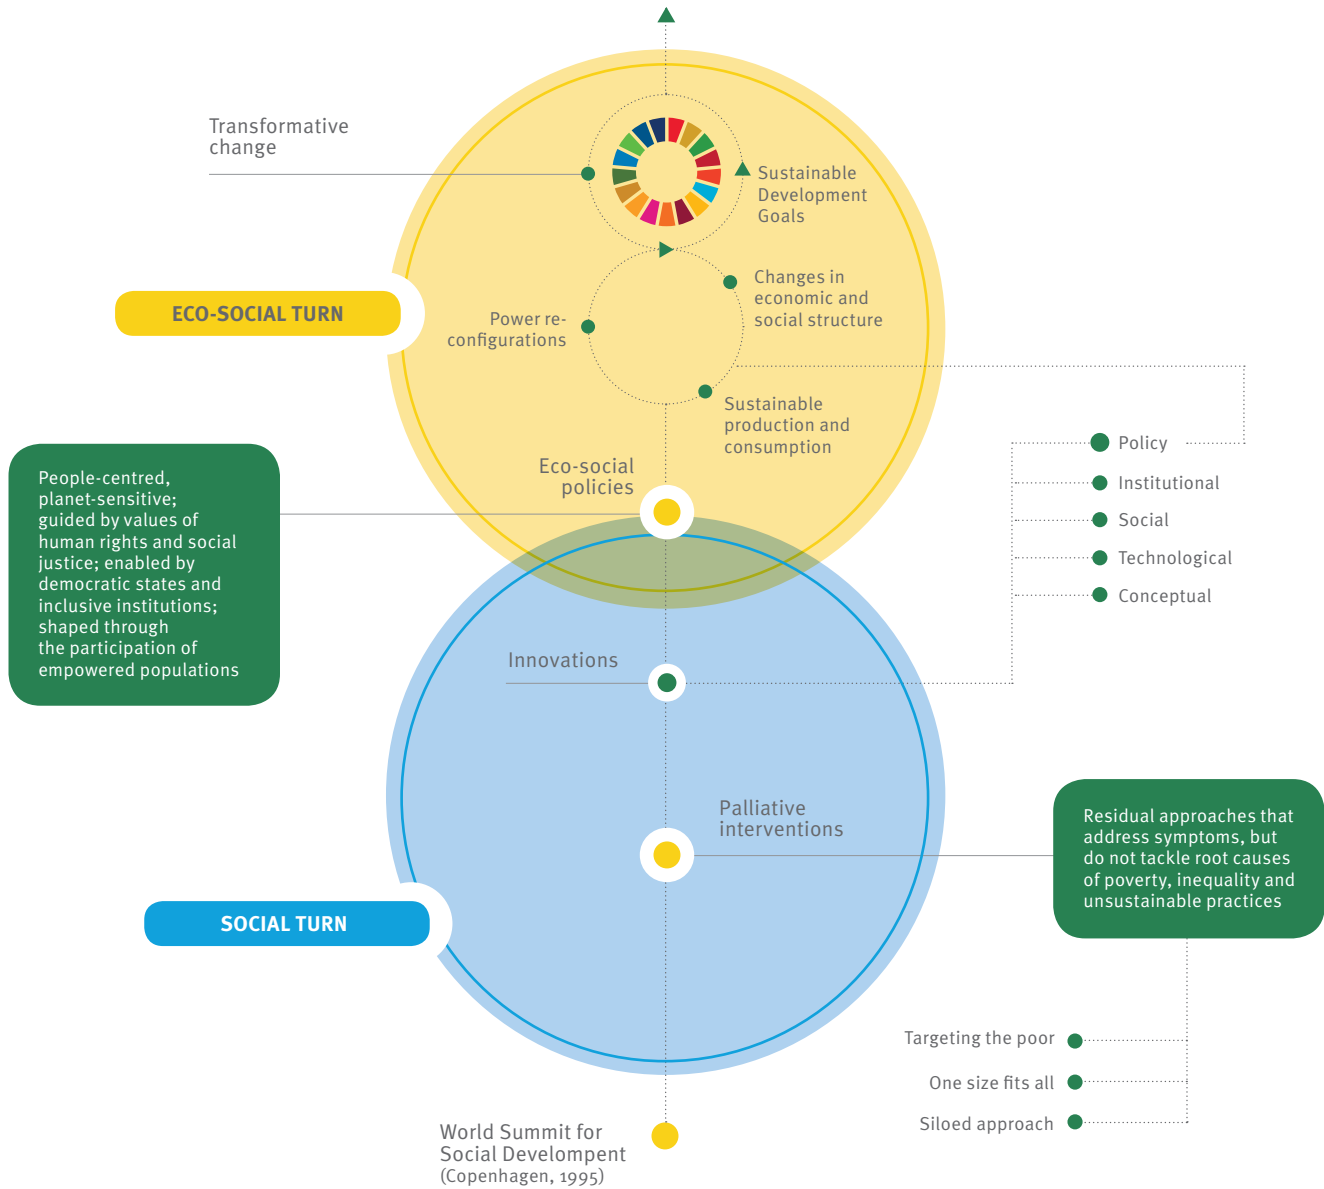 Transformative
change
Sustainable
Development
Goals
ECO-SOCIAL TURN
Changes in
economic and
social structure
Power re-
configurations
Sustainable
production and
consumption
Eco-social
policies
People-centred,
planet-sensitive;
guided by values of
human rights and social
justice; enabled by
democratic states and
inclusive institutions;
shaped through
the participation of
empowered populations
Policy
Institutional
Social
Technological
Conceptual
Innovations
Palliative
interventions
Residual approaches that
address symptoms, but
do not tackle root causes
of poverty, inequality and
unsustainable practices
SOCIAL TURN
Targeting the poor
One size fits all
Siloed approach
World Summit for
Social Develompent
(Copenhagen, 1995)